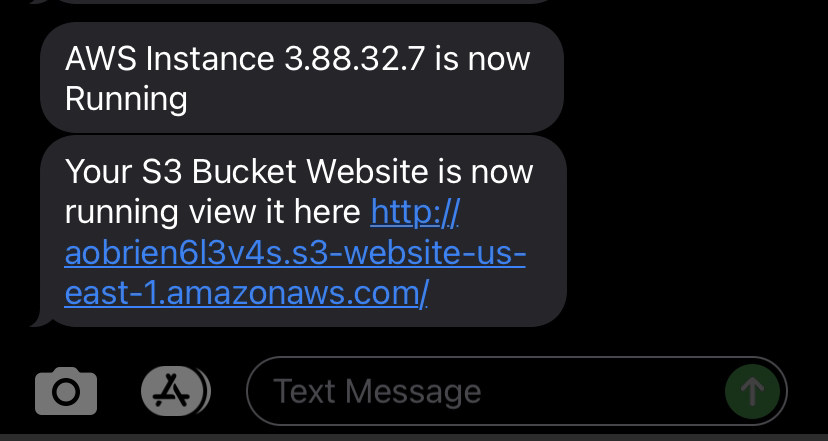 AWS Instance 3.88.32.7 is now
Running
Your S3 Bucket Website is now
running view it here http://
aobrien6l3v4s.s3-website-us-
east-1.amazonaws.com/
Text Message